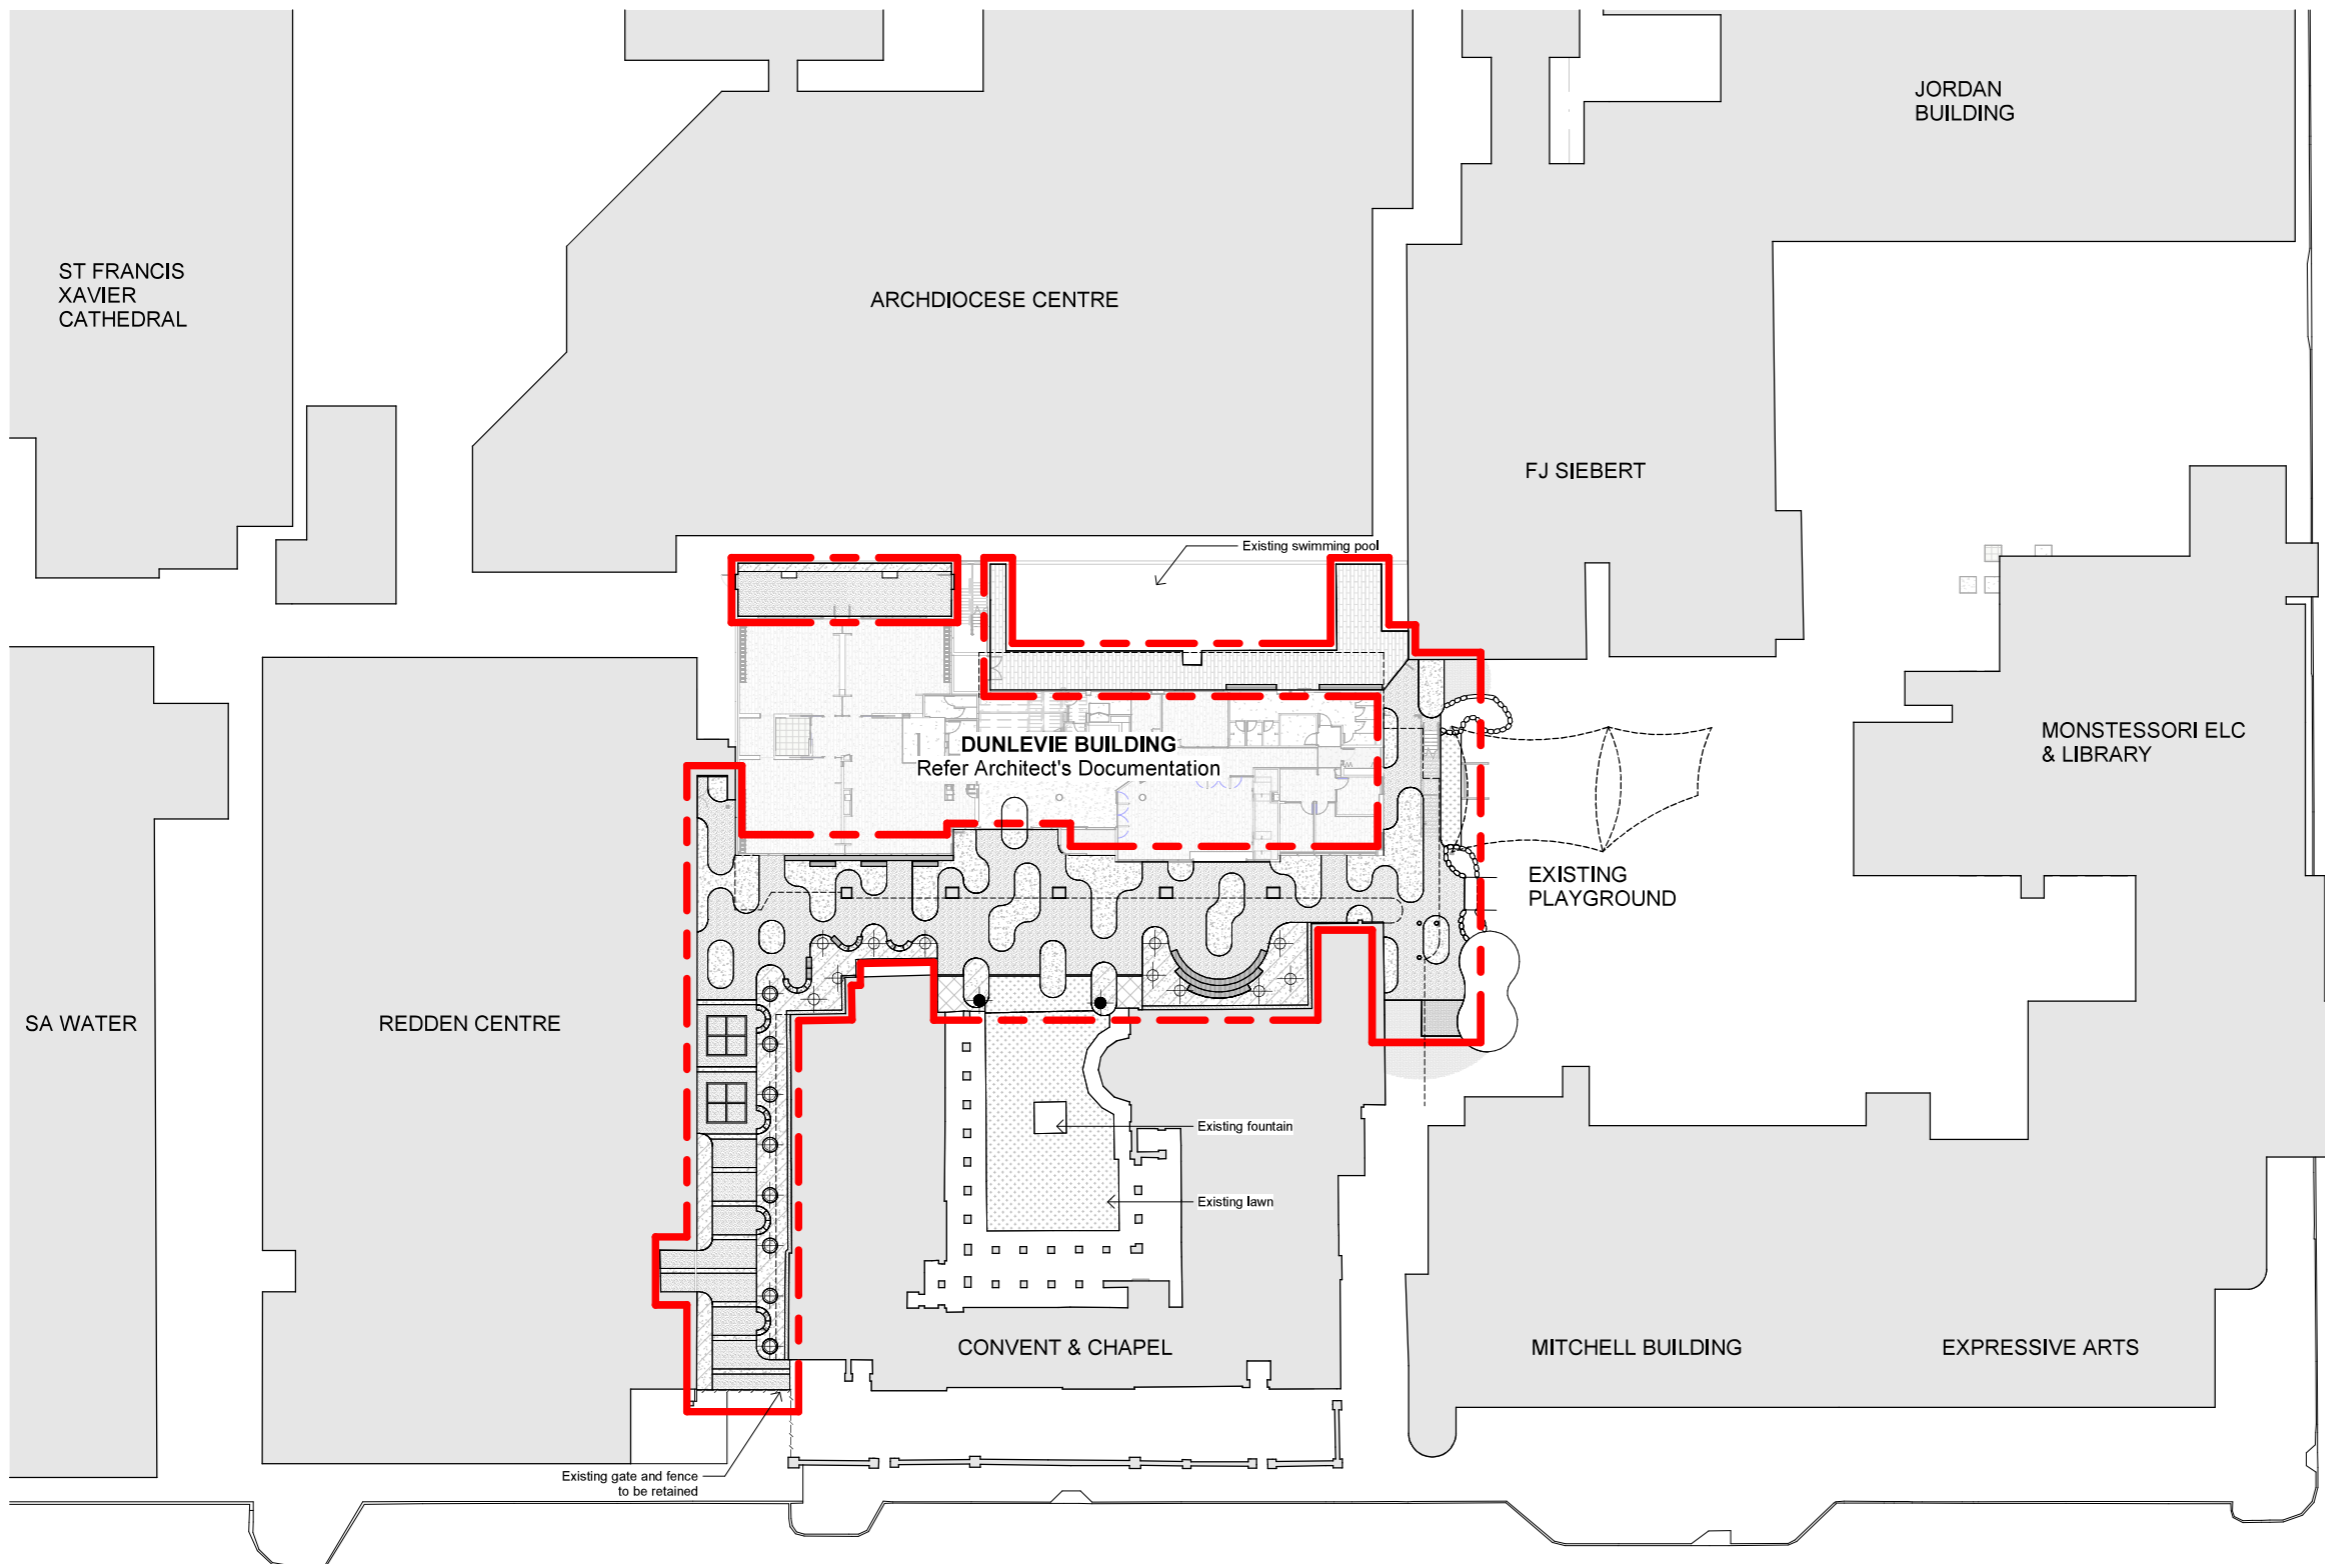 JORDAN
BUILDING
ST FRANCIS
XAVIER
CATHEDRAL
ARCHDIOCESE CENTRE
FJ SIEBERT
Existing swimming pool
MONSTESSORI ELC
& LIBRARY
DUNLEVIE BUILDING
Refer Architect's Documentation
EXISTING
PLAYGROUND
SA WATER
REDDEN CENTRE
Existing fountain
Existing lawn
CONVENT & CHAPEL
MITCHELL BUILDING
EXPRESSIVE ARTS
Existing gate and fence
to be retained